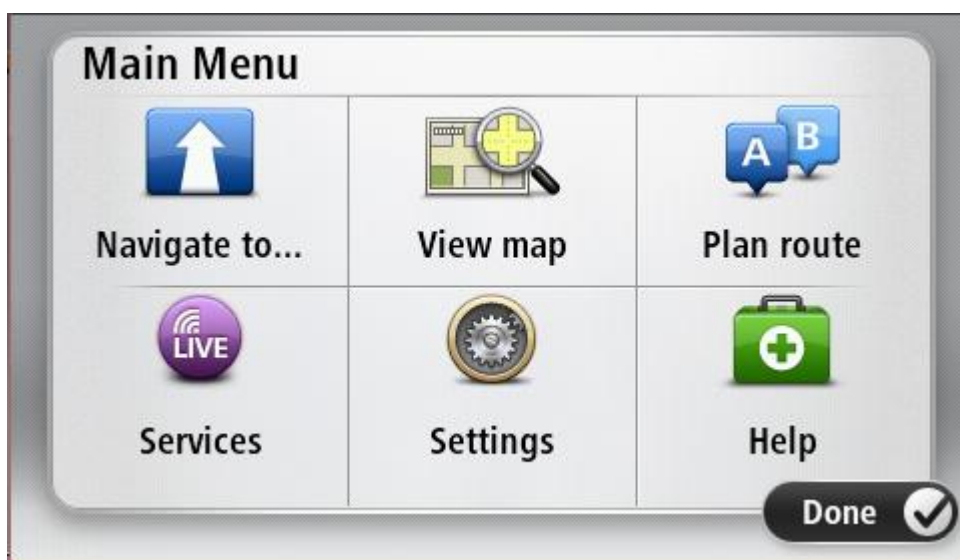 Main Menu
A B
Navigate to...
View map
Plan route
LIVE
Services
Settings
Help
Done